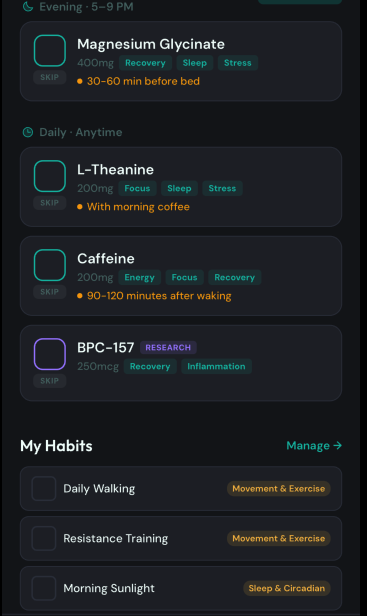 Evening · 5–9 PM
Magnesium Glycinate
400mg Recovery Sleep Stress
SKIP
30-60 min before bed
Daily · Anytime
L-Theanine
200mg Focus Sleep Stress
SKIP
With morning coffee
Caffeine
200mg Energy Focus Recovery
SKIP
90-120 minutes after waking
BPC-157 RESEARCH
250mcg Recovery Inflammation
SKIP
My Habits Manage →
Daily Walking Movement & Exercise
Resistance Training Movement & Exercise
Morning Sunlight Sleep & Circadian